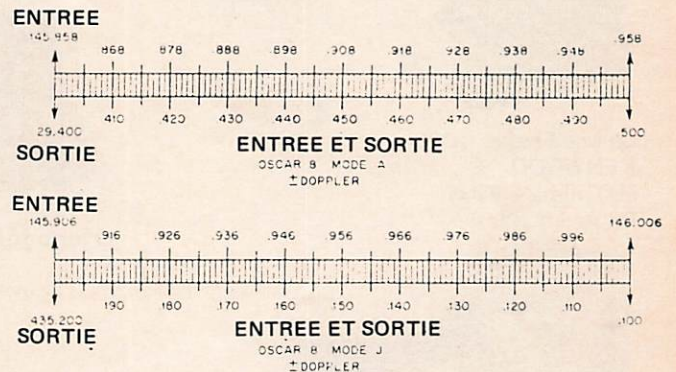 ENTREE
145.858 .868 .878 .888 .898 .908 .918 .928 .938 .948 .958
29.400 .410 .420 .430 .440 .450 .460 .470 .480 .490 .500
SORTIE
ENTREE ET SORTIE
OSCAR 8 MODE A
±DOPPLER
ENTREE
145.906 .916 .926 .936 .946 .956 .966 .976 .986 .996 146.006
435.200 .190 .180 .170 .160 .150 .140 .130 .120 .110 .100
SORTIE
ENTREE ET SORTIE
OSCAR 8 MODE J
±DOPPLER